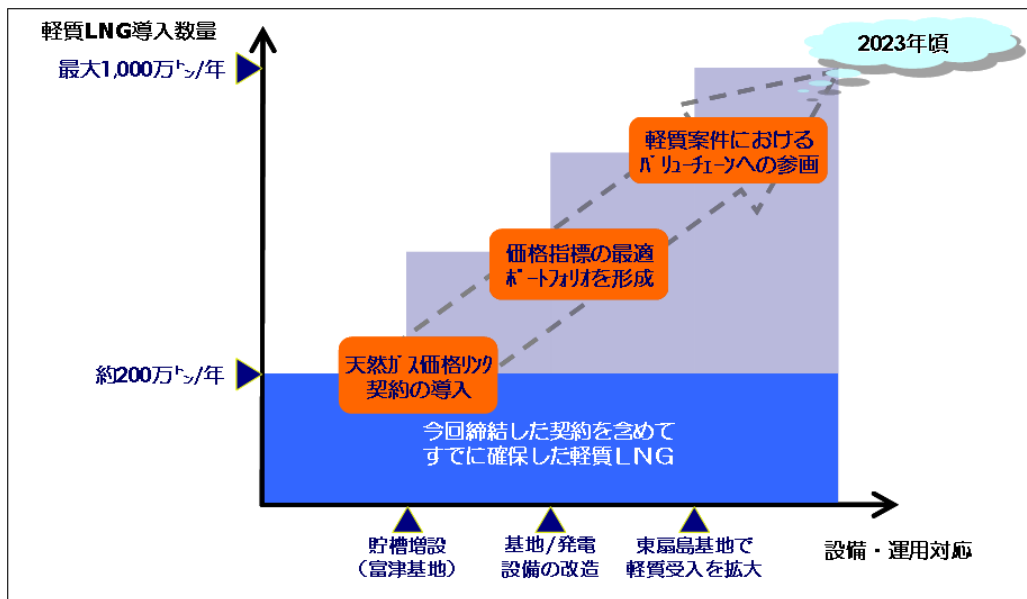 軽質LNG導入数量
最大1,000万㌧/年
2023年頃
軽質案件における
ﾊﾞﾘｭｰﾁｪｰﾝへの参画
価格指標の最適
ﾎﾟｰﾄﾌｫﾘｵを形成
約200万㌧/年
天然ｶﾞｽ価格ﾘﾝｸ
契約の導入
今回締結した契約を含めて
すでに確保した軽質ＬＮＧ
貯槽増設
（富津基地）
基地/発電
設備の改造
東扇島基地で
軽質受入を拡大
設備・運用対応